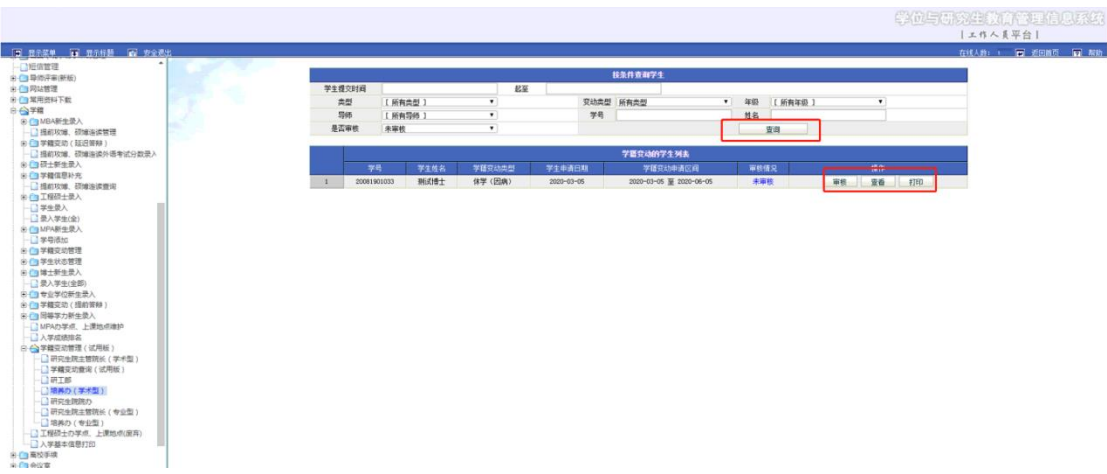 学位与研究生教育管理信息系统
|工作人员平台|
显示菜单 显示标题 安全退出
在线人数: 返回首页 帮助
短信管理
导师评审(新版)
网站管理
常用资料下载
学籍
MBA新生录入
提前攻博、硕博连读管理
学籍变动(延迟答辩)
提前攻博、硕博连读外语考试分数录入
硕士新生录入
学籍信息补充
提前攻博、硕博连读查询
工程硕士录入
学生录入
录入学生(全)
MPA新生录入
学号添加
学籍变动管理
学生状态管理
博士新生录入
录入学生(全部)
专业学位新生录入
学籍变动(提前答辩)
同等学力新生录入
MPA办学点、上课地点维护
入学成绩排名
学籍变动管理(试用板)
研究生院主管院长(学术型)
学籍变动查询(试用板)
研工部
培养办(学术型)
研究生院院办
研究生院主管院长(专业型)
培养办(专业型)
工程硕士办学点、上课地点(废弃)
入学基本信息打印
离校手续
会议室
按条件查询学生
学生提交时间 起至
类型 [ 所有类型 ] 变动类型 所有类型 年级 [ 所有年级 ]
导师 [ 所有导师 ] 学号 姓名
是否审核 未审核 查询
学籍变动的学生列表
学号 学生姓名 学籍变动类型 学生申请日期 学籍变动申请区间 审核情况 操作
1 20081901033 测试博士 休学(因病) 2020-03-05 2020-03-05 至 2020-06-05 未审核 审核 查看 打印